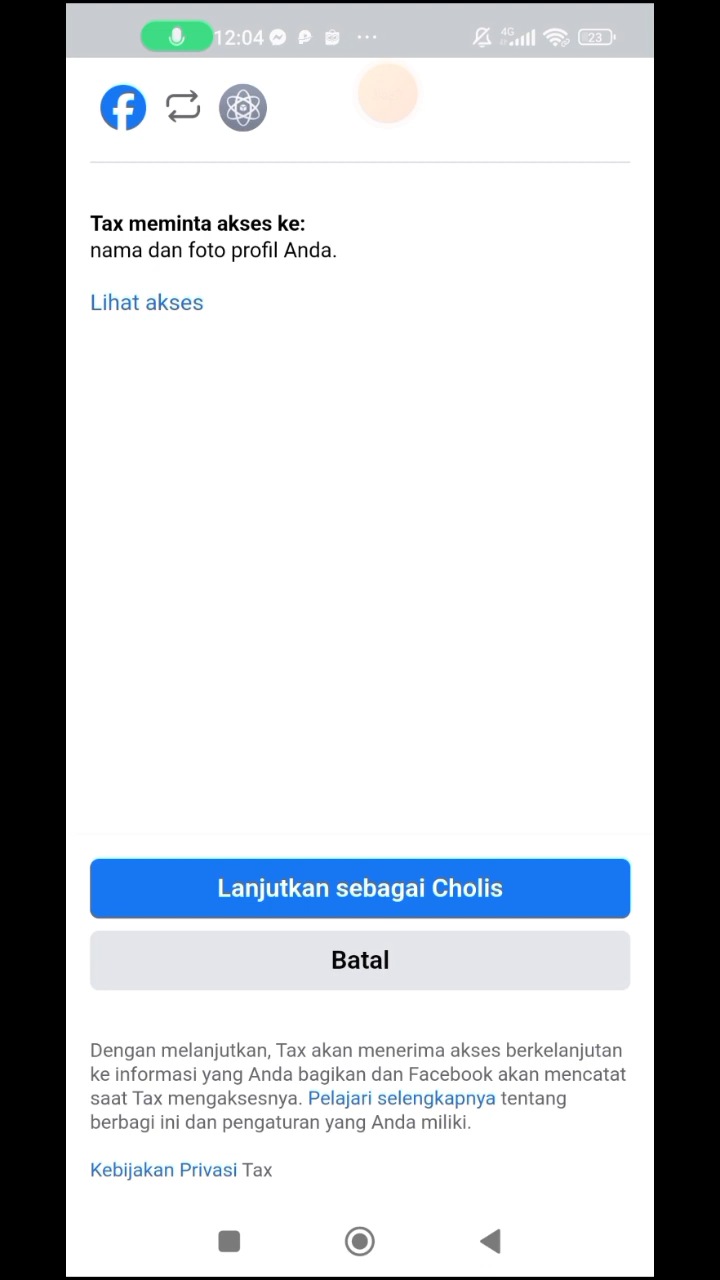 12:04
4G
23
Tax meminta akses ke:
nama dan foto profil Anda.
Lihat akses
Lanjutkan sebagai Cholis
Batal
Dengan melanjutkan, Tax akan menerima akses berkelanjutan
ke informasi yang Anda bagikan dan Facebook akan mencatat
saat Tax mengaksesnya. Pelajari selengkapnya tentang
berbagi ini dan pengaturan yang Anda miliki.
Kebijakan Privasi Tax